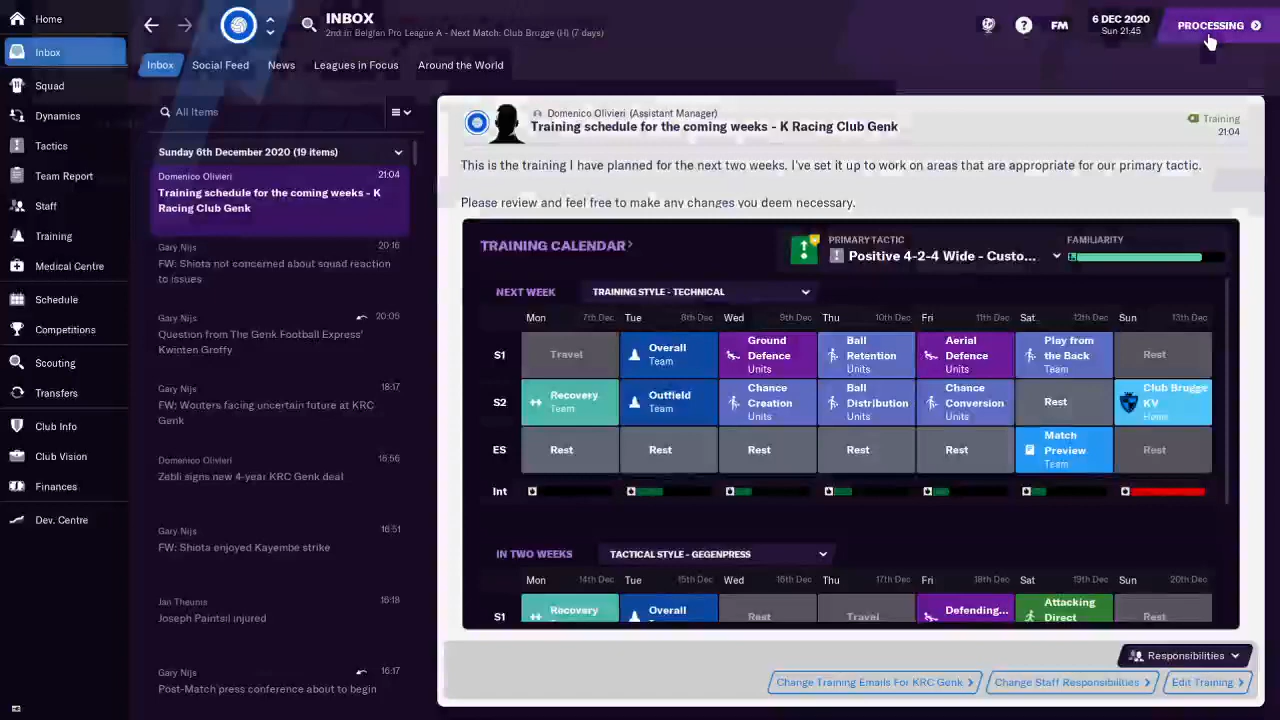 Home
Inbox
Squad
Dynamics
Tactics
Team Report
Staff
Training
Medical Centre
Schedule
Competitions
Scouting
Transfers
Club Info
Club Vision
Finances
Dev. Centre
INBOX
2nd in Belgian Pro League A - Next Match: Club Brugge (H) (7 days)
? FM
6 DEC 2020
Sun 21:45
PROCESSING
Inbox Social Feed News Leagues in Focus Around the World
All Items
Sunday 6th December 2020 (19 items)
Domenico Olivieri 21:04
Training schedule for the coming weeks - K
Racing Club Genk
Gary Nijs 20:16
FW: Shiota not concerned about squad reaction
to issues
Gary Nijs 20:05
Question from The Genk Football Express'
Kwinten Groffy
Gary Nijs 18:17
FW: Wouters facing uncertain future at KRC
Genk
Domenico Olivieri 16:56
Zebli signs new 4-year KRC Genk deal
Gary Nijs 16:51
FW: Shiota enjoyed Kayembe strike
Jan Theunis 16:18
Joseph Paintsil injured
Gary Nijs 16:17
Post-Match press conference about to begin
Domenico Olivieri (Assistant Manager)
Training schedule for the coming weeks - K Racing Club Genk
Training
21:04
This is the training I have planned for the next two weeks. I've set it up to work on areas that are appropriate for our primary tactic.
Please review and feel free to make any changes you deem necessary.
TRAINING CALENDAR
PRIMARY TACTIC
Positive 4-2-4 Wide - Custo...
FAMILIARITY
NEXT WEEK TRAINING STYLE - TECHNICAL
Mon 7th Dec Tue 8th Dec Wed 9th Dec Thu 10th Dec Fri 11th Dec Sat 12th Dec Sun 13th Dec
S1
Travel
Overall
Team
Ground
Defence
Units
Ball
Retention
Units
Aerial
Defence
Units
Play from
the Back
Team
Rest
S2
Recovery
Team
Outfield
Team
Chance
Creation
Units
Ball
Distribution
Units
Chance
Conversion
Units
Rest
Club Brugge
KV
Home
ES
Rest
Rest
Rest
Rest
Rest
Match
Preview
Team
Rest
Int
IN TWO WEEKS TACTICAL STYLE - GEGENPRESS
Mon 14th Dec Tue 15th Dec Wed 16th Dec Thu 17th Dec Fri 18th Dec Sat 19th Dec Sun 20th Dec
S1
Recovery
Overall
Rest
Travel
Defending...
Attacking
Direct
Rest
Responsibilities
Change Training Emails For KRC Genk
Change Staff Responsibilities
Edit Training